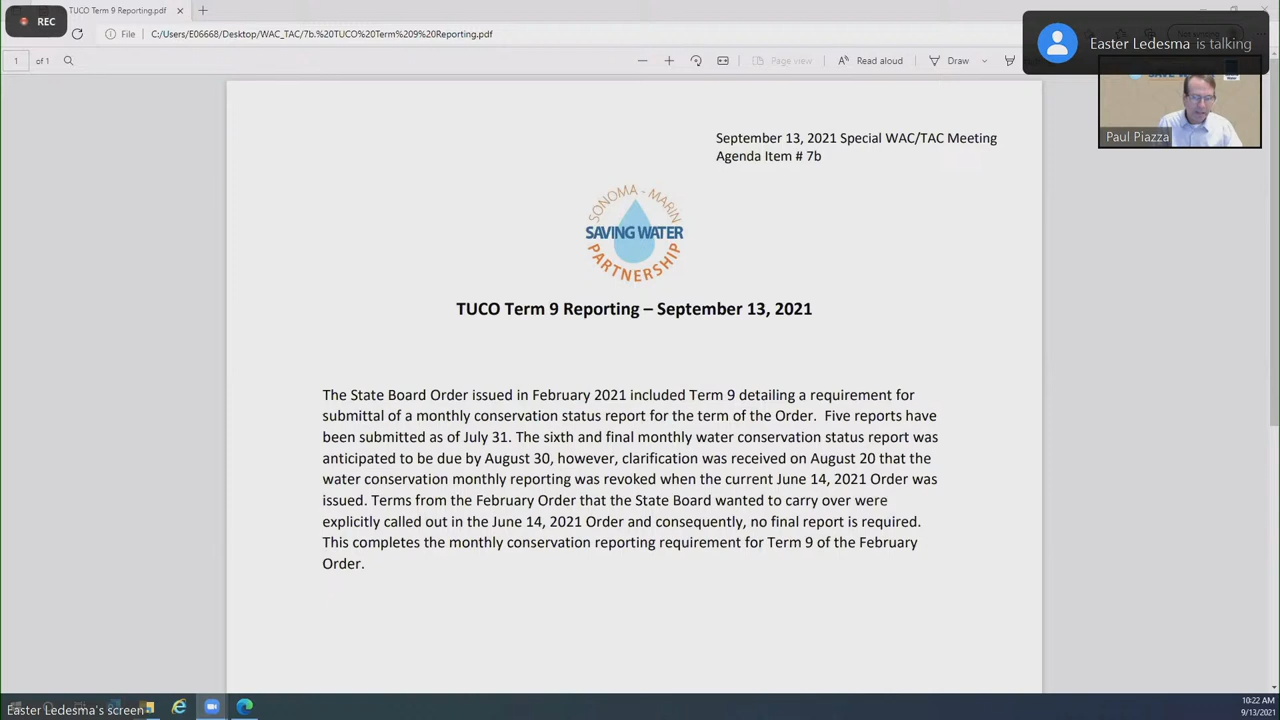 REC
TUCO Term 9 Reporting.pdf
File C:/Users/E06668/Desktop/WAC_TAC/7b.%20TUCO%20Term%209%20Reporting.pdf
Easter Ledesma is talking
1 of 1
Page view
Read aloud
Draw
SAVE WATER
Paul Piazza
September 13, 2021 Special WAC/TAC Meeting
Agenda Item # 7b
SONOMA - MARIN
SAVING WATER
PARTNERSHIP
TUCO Term 9 Reporting – September 13, 2021
The State Board Order issued in February 2021 included Term 9 detailing a requirement for
submittal of a monthly conservation status report for the term of the Order. Five reports have
been submitted as of July 31. The sixth and final monthly water conservation status report was
anticipated to be due by August 30, however, clarification was received on August 20 that the
water conservation monthly reporting was revoked when the current June 14, 2021 Order was
issued. Terms from the February Order that the State Board wanted to carry over were
explicitly called out in the June 14, 2021 Order and consequently, no final report is required.
This completes the monthly conservation reporting requirement for Term 9 of the February
Order.
Easter Ledesma's screen
10:22 AM
9/13/2021